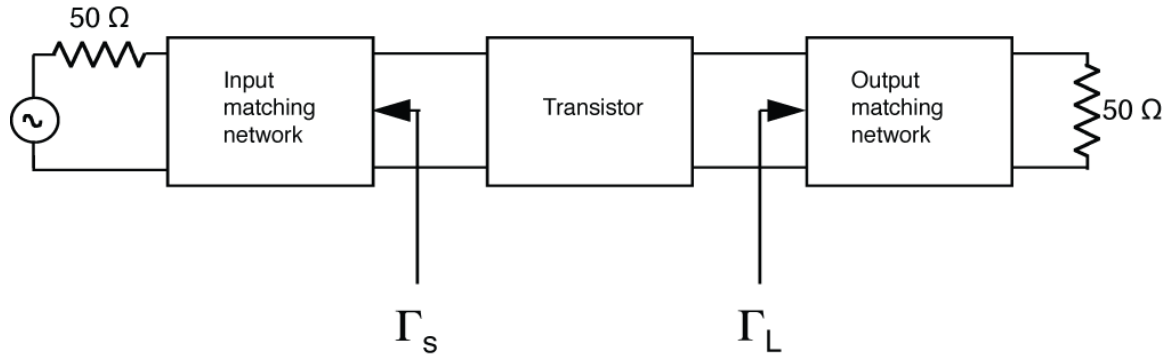 50 Ω
Input
matching
network
Transistor
Output
matching
network
50 Ω
Γs
ΓL